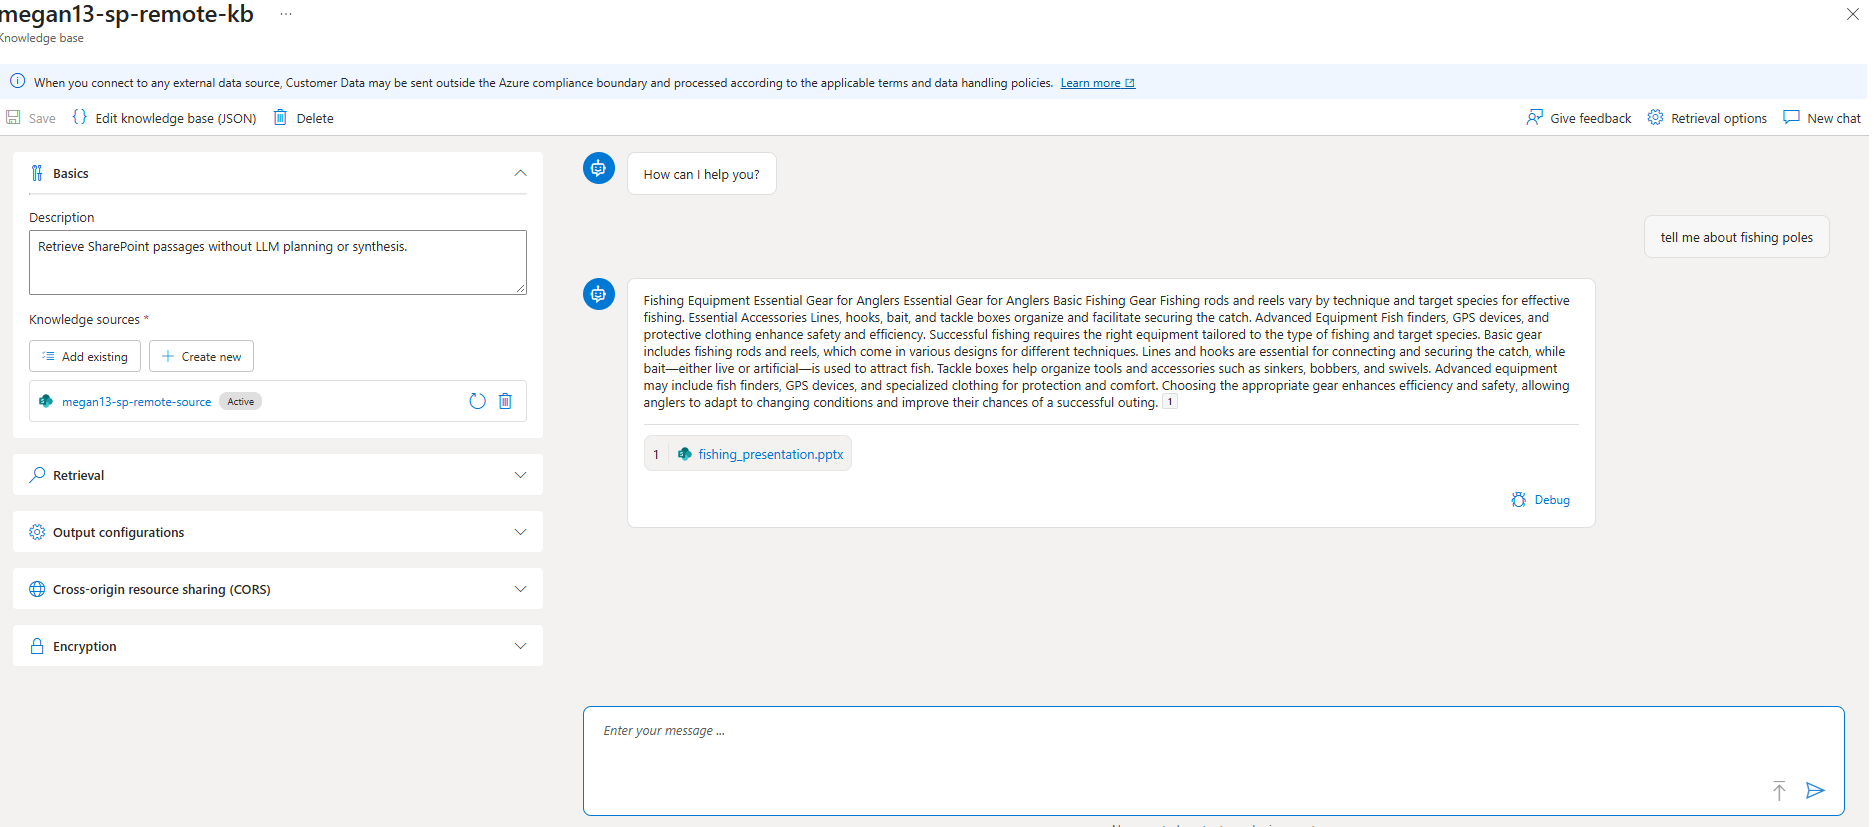 megan13-sp-remote-kb ...
Knowledge base
When you connect to any external data source, Customer Data may be sent outside the Azure compliance boundary and processed according to the applicable terms and data handling policies. Learn more
Save {} Edit knowledge base (JSON) Delete Give feedback Retrieval options New chat
Basics
Description
Retrieve SharePoint passages without LLM planning or synthesis.
Knowledge sources *
Add existing + Create new
megan13-sp-remote-source Active
Retrieval
Output configurations
Cross-origin resource sharing (CORS)
Encryption
How can I help you?
tell me about fishing poles
Fishing Equipment Essential Gear for Anglers Essential Gear for Anglers Basic Fishing Gear Fishing rods and reels vary by technique and target species for effective
fishing. Essential Accessories Lines, hooks, bait, and tackle boxes organize and facilitate securing the catch. Advanced Equipment Fish finders, GPS devices, and
protective clothing enhance safety and efficiency. Successful fishing requires the right equipment tailored to the type of fishing and target species. Basic gear
includes fishing rods and reels, which come in various designs for different techniques. Lines and hooks are essential for connecting and securing the catch, while
bait—either live or artificial—is used to attract fish. Tackle boxes help organize tools and accessories such as sinkers, bobbers, and swivels. Advanced equipment
may include fish finders, GPS devices, and specialized clothing for protection and comfort. Choosing the appropriate gear enhances efficiency and safety, allowing
anglers to adapt to changing conditions and improve their chances of a successful outing. 1
1 fishing_presentation.pptx
Debug
Enter your message ...